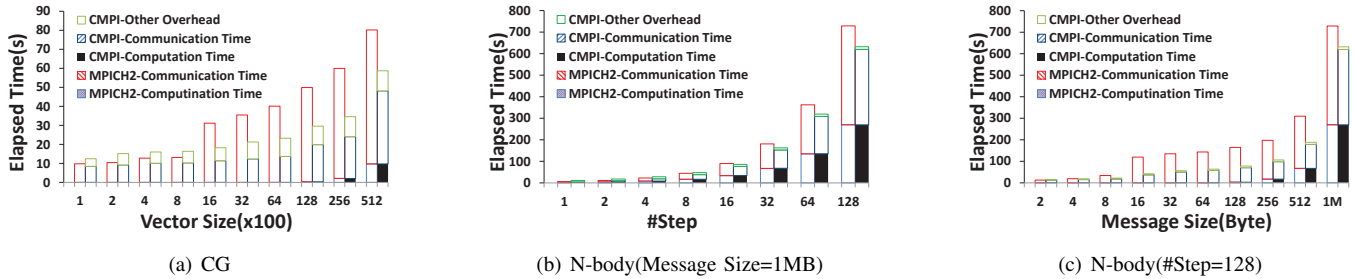 90
80
70
60
50
40
30
20
10
0
Elapsed Time(s)
CMPI-Other Overhead
CMPI-Communication Time
CMPI-Computation Time
MPICH2-Communication Time
MPICH2-Computination Time
1 2 4 8 16 32 64 128 256 512
Vector Size(x100)
(a) CG
800
700
600
500
400
300
200
100
0
Elapsed Time(s)
CMPI-Other Overhead
CMPI-Communication Time
CMPI-Computation Time
MPICH2-Communication Time
MPICH2-Computination Time
1 2 4 8 16 32 64 128
#Step
(b) N-body(Message Size=1MB)
800
700
600
500
400
300
200
100
0
Elapsed Time(s)
CMPI-Other Overhead
CMPI-Communication Time
CMPI-Computation Time
MPICH2-Communication Time
MPICH2-Computination Time
2 4 8 16 32 64 128 256 512 1M
Message Size(Byte)
(c) N-body(#Step=128)